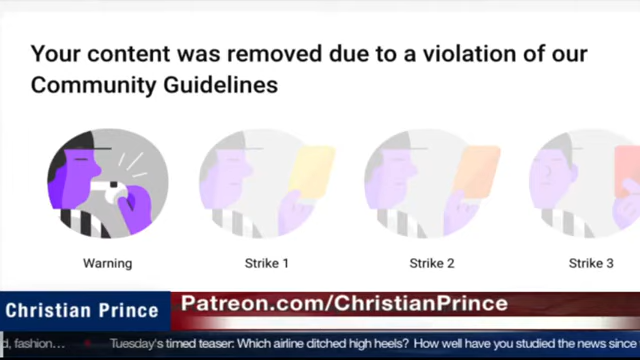 Your content was removed due to a violation of our
Community Guidelines
Warning
Strike 1
Strike 2
Strike 3
Christian Prince
Patreon.com/ChristianPrince
fashion...
Tuesday's timed teaser: Which airline ditched high heels? How well have you studied the news since